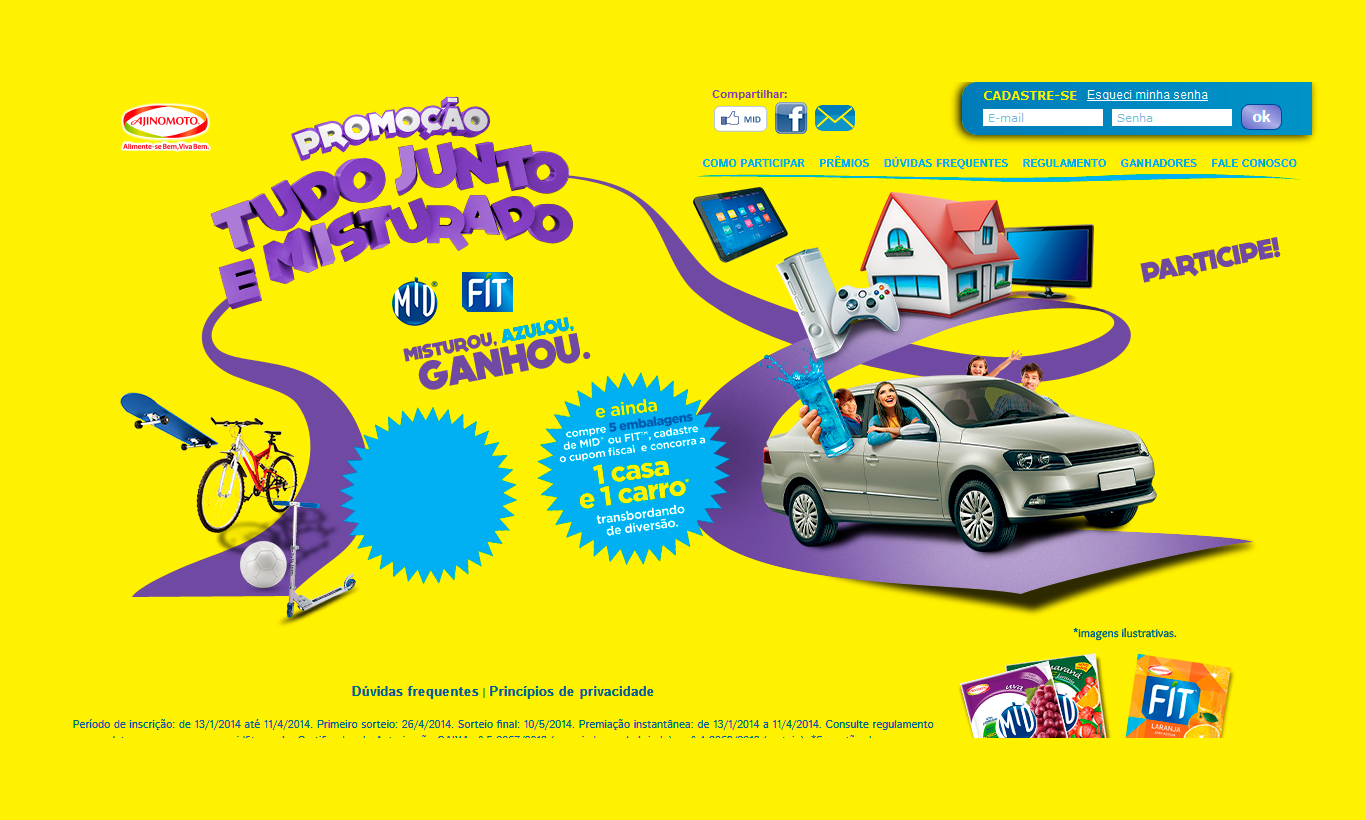 AJINOMOTO.
Alimente-se Bem, Viva Bem.
PROMOÇÃO
TUDO JUNTO
E MISTURADO
MID®
FIT
MISTUROU, AZULOU,
GANHOU.
Compartilhar:
MID
f
CADASTRE-SE Esqueci minha senha
E-mail
Senha
ok
COMO PARTICIPAR PRÊMIOS DÚVIDAS FREQUENTES REGULAMENTO GANHADORES FALE CONOSCO
PARTICIPE!
e ainda
compre 5 embalagens
de MID® ou FIT™, cadastre
o cupom fiscal e concorra a
1 casa
e 1 carro*
transbordando
de diversão.
*imagens ilustrativas.
uva
MID
FIT
LARANJA
Dúvidas frequentes | Princípios de privacidade
Período de inscrição: de 13/1/2014 até 11/4/2014. Primeiro sorteio: 26/4/2014. Sorteio final: 10/5/2014. Premiação instantânea: de 13/1/2014 a 11/4/2014. Consulte regulamento